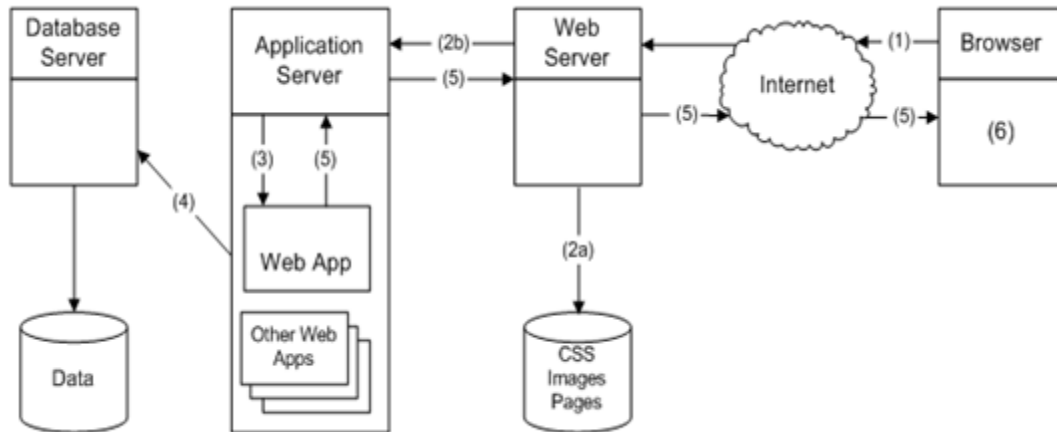 Database
Server
Application
Server
(2b)
(5)
Web
Server
Internet
(1)
Browser
(5)
(5)
(6)
(3)
(5)
(4)
Web App
(2a)
Other Web
Apps
Data
CSS
Images
Pages